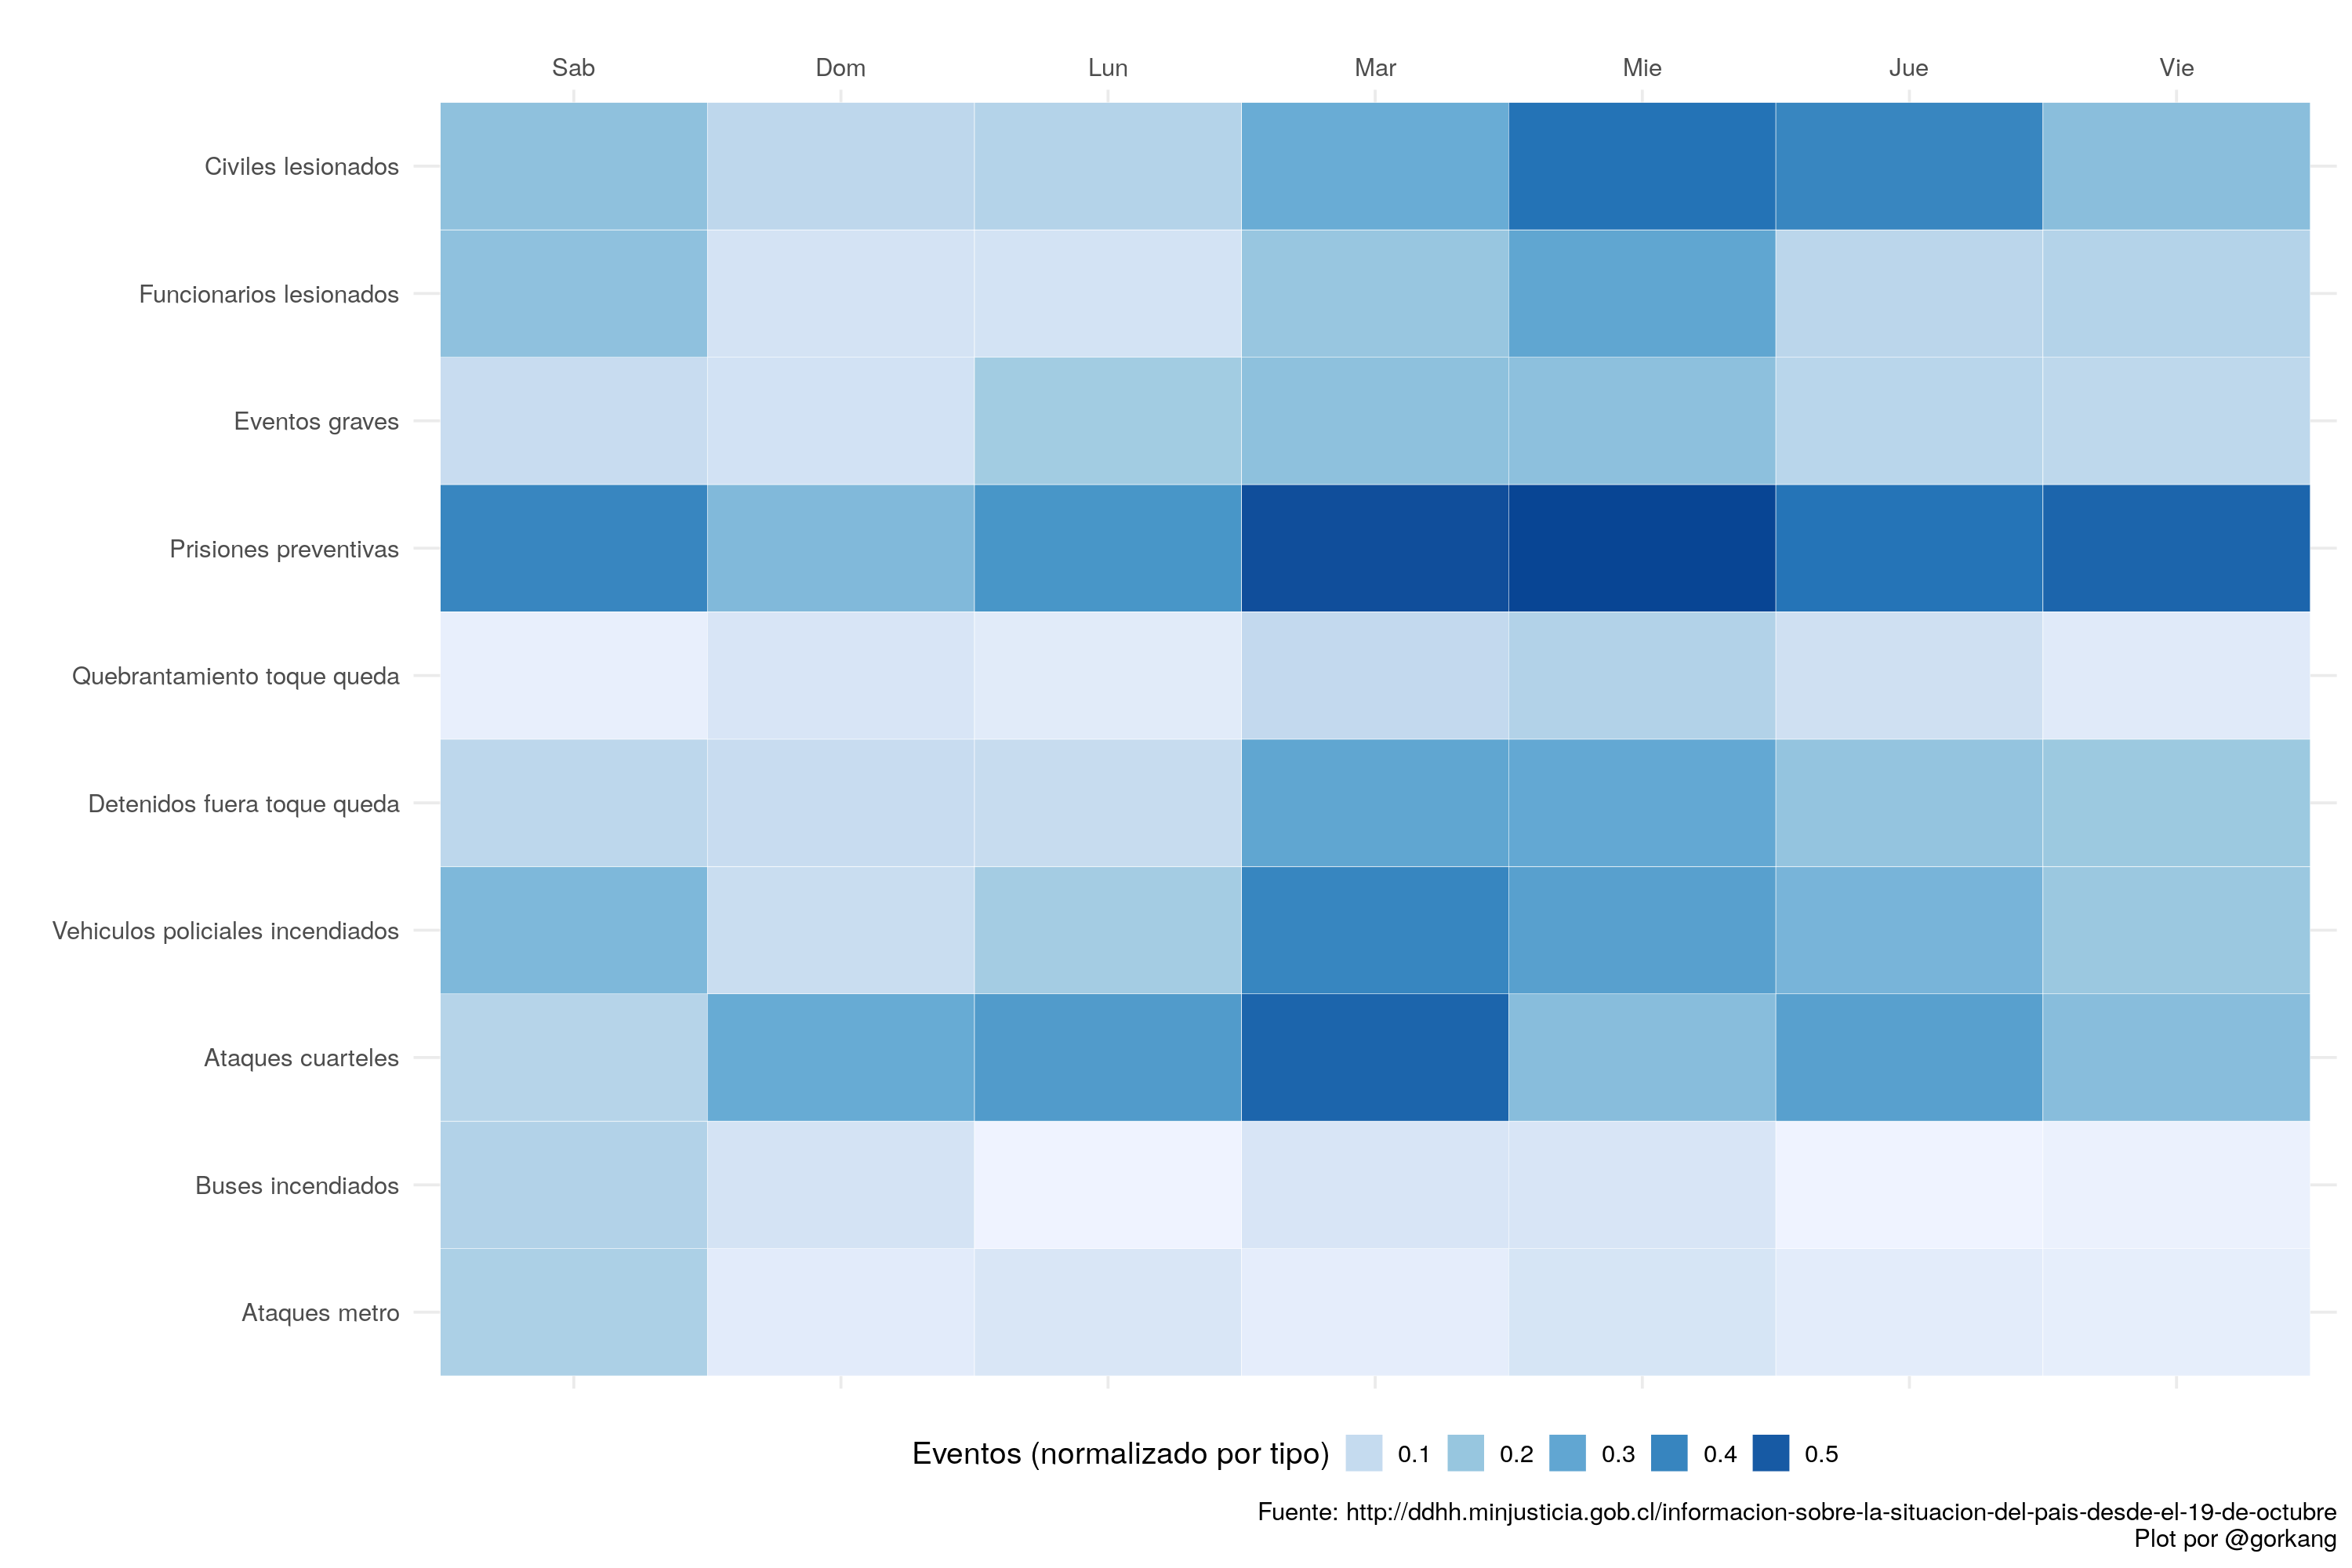 Sab Dom Lun Mar Mie Jue Vie
Civiles lesionados
Funcionarios lesionados
Eventos graves
Prisiones preventivas
Quebrantamiento toque queda
Detenidos fuera toque queda
Vehiculos policiales incendiados
Ataques cuarteles
Buses incendiados
Ataques metro
Eventos (normalizado por tipo) 0.1 0.2 0.3 0.4 0.5
Fuente: http://ddhh.minjusticia.gob.cl/informacion-sobre-la-situacion-del-pais-desde-el-19-de-octubre
Plot por @gorkang